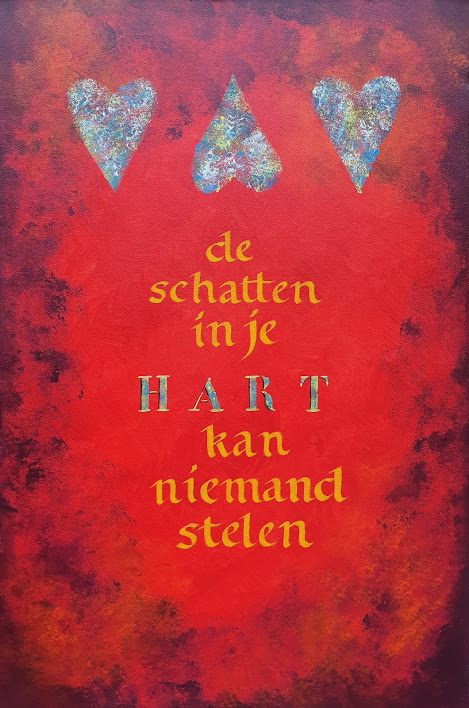 de
schatten
in je
HART
kan
niemand
stelen